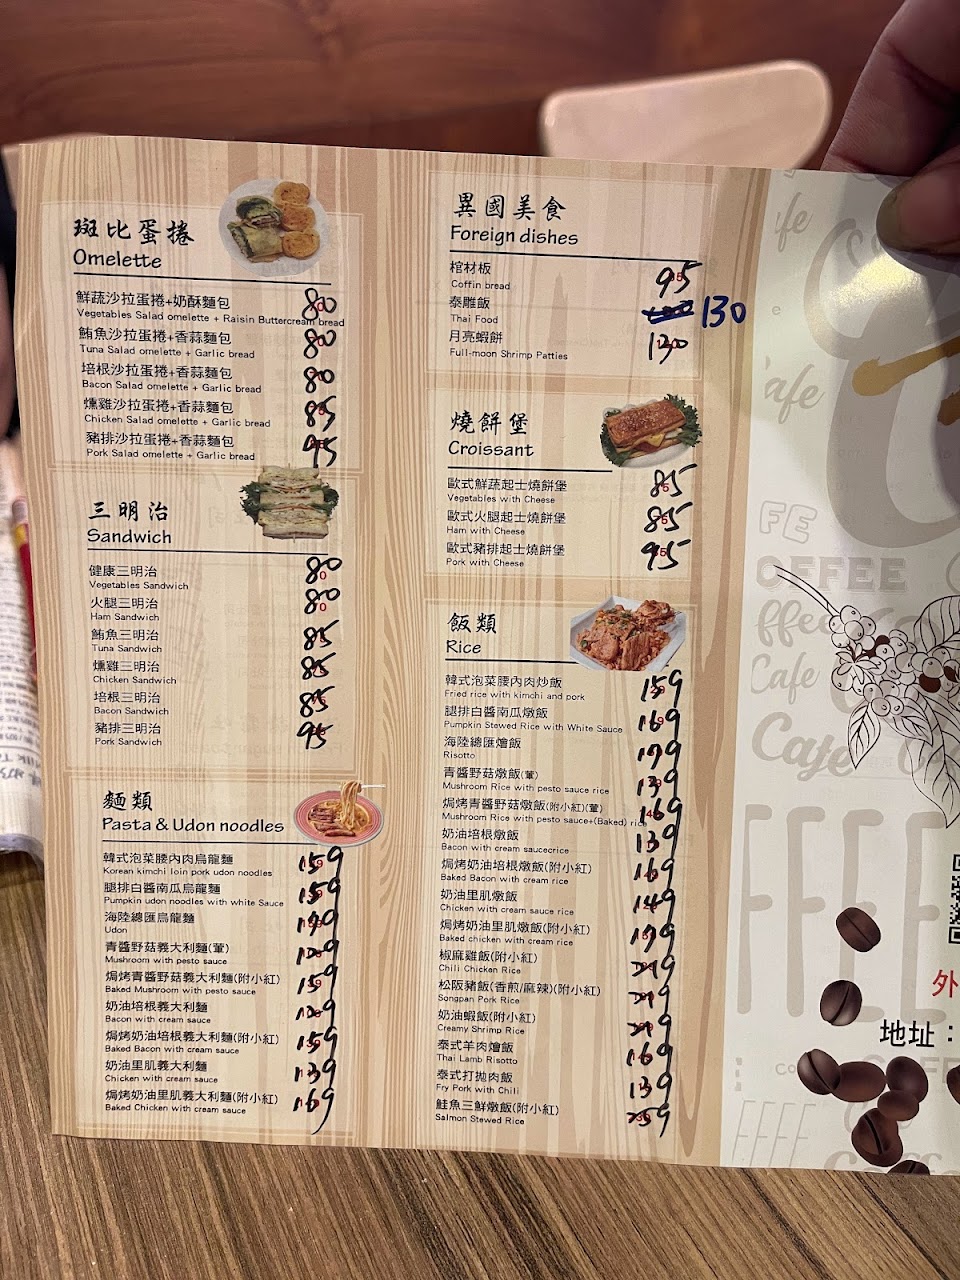 斑比蛋捲
Omelette
鮮蔬沙拉蛋捲+奶酥麵包 80
Vegetables Salad omelette + Raisin Buttercream bread
鮪魚沙拉蛋捲+香蒜麵包 80
Tuna Salad omelette + Garlic bread
培根沙拉蛋捲+香蒜麵包 80
Bacon Salad omelette + Garlic bread
燻雞沙拉蛋捲+香蒜麵包 85
Chicken Salad omelette + Garlic bread
豬排沙拉蛋捲+香蒜麵包 95
Pork Salad omelette + Garlic bread
三明治
Sandwich
健康三明治 80
Vegetables Sandwich
火腿三明治 80
Ham Sandwich
鮪魚三明治 85
Tuna Sandwich
燻雞三明治 85
Chicken Sandwich
培根三明治 85
Bacon Sandwich
豬排三明治 95
Pork Sandwich
麵類
Pasta & Udon noodles
韓式泡菜腰內肉烏龍麵 159
Korean kimchi loin pork udon noodles
腿排白醬南瓜烏龍麵 159
Pumpkin udon noodles with white Sauce
海陸總匯烏龍麵 179
Udon
青醬野菇義大利麵(葷)
Mushroom with pesto sauce
焗烤青醬野菇義大利麵(附小紅) 159
Baked Mushroom with pesto sauce
奶油培根義大利麵
Bacon with cream sauce
焗烤奶油培根義大利麵(附小紅) 159
Baked Bacon with cream sauce
奶油里肌義大利麵 139
Chicken with cream sauce
焗烤奶油里肌義大利麵(附小紅) 169
Baked Chicken with cream sauce
異國美食
Foreign dishes
棺材板 95
Coffin bread
泰雕飯 130
Thai Food
月亮蝦餅 130
Full-moon Shrimp Patties
燒餅堡
Croissant
歐式鮮蔬起士燒餅堡 85
Vegetables with Cheese
歐式火腿起士燒餅堡 85
Ham with Cheese
歐式豬排起士燒餅堡 95
Pork with Cheese
飯類
Rice
韓式泡菜腰內肉炒飯 159
Fried rice with kimchi and pork
腿排白醬南瓜燉飯 169
Pumpkin Stewed Rice with White Sauce
海陸總匯燴飯 179
Risotto
青醬野菇燉飯(葷) 139
Mushroom Rice with pesto sauce rice
焗烤青醬野菇燉飯(附小紅)(葷) 169
Mushroom Rice with pesto sauce+(Baked) rice
奶油培根燉飯 139
Bacon with cream saucecrice
焗烤奶油培根燉飯(附小紅) 169
Baked Bacon with cream rice
奶油里肌燉飯 149
Chicken with cream sauce rice
焗烤奶油里肌燉飯(附小紅) 179
Baked chicken with cream rice
椒麻雞飯(附小紅)
Chili Chicken Rice
松阪豬飯(香煎/麻辣)(附小紅)
Songpan Pork Rice
奶油蝦飯(附小紅)
Creamy Shrimp Rice
泰式羊肉燴飯 169
Thai Lamb Risotto
泰式打拋肉飯 139
Fry Pork with Chili
鮭魚三鮮燉飯(附小紅) 259
Salmon Stewed Rice
afe
afe
FE
OFFEE
Cafe
Cafe
外
地址：